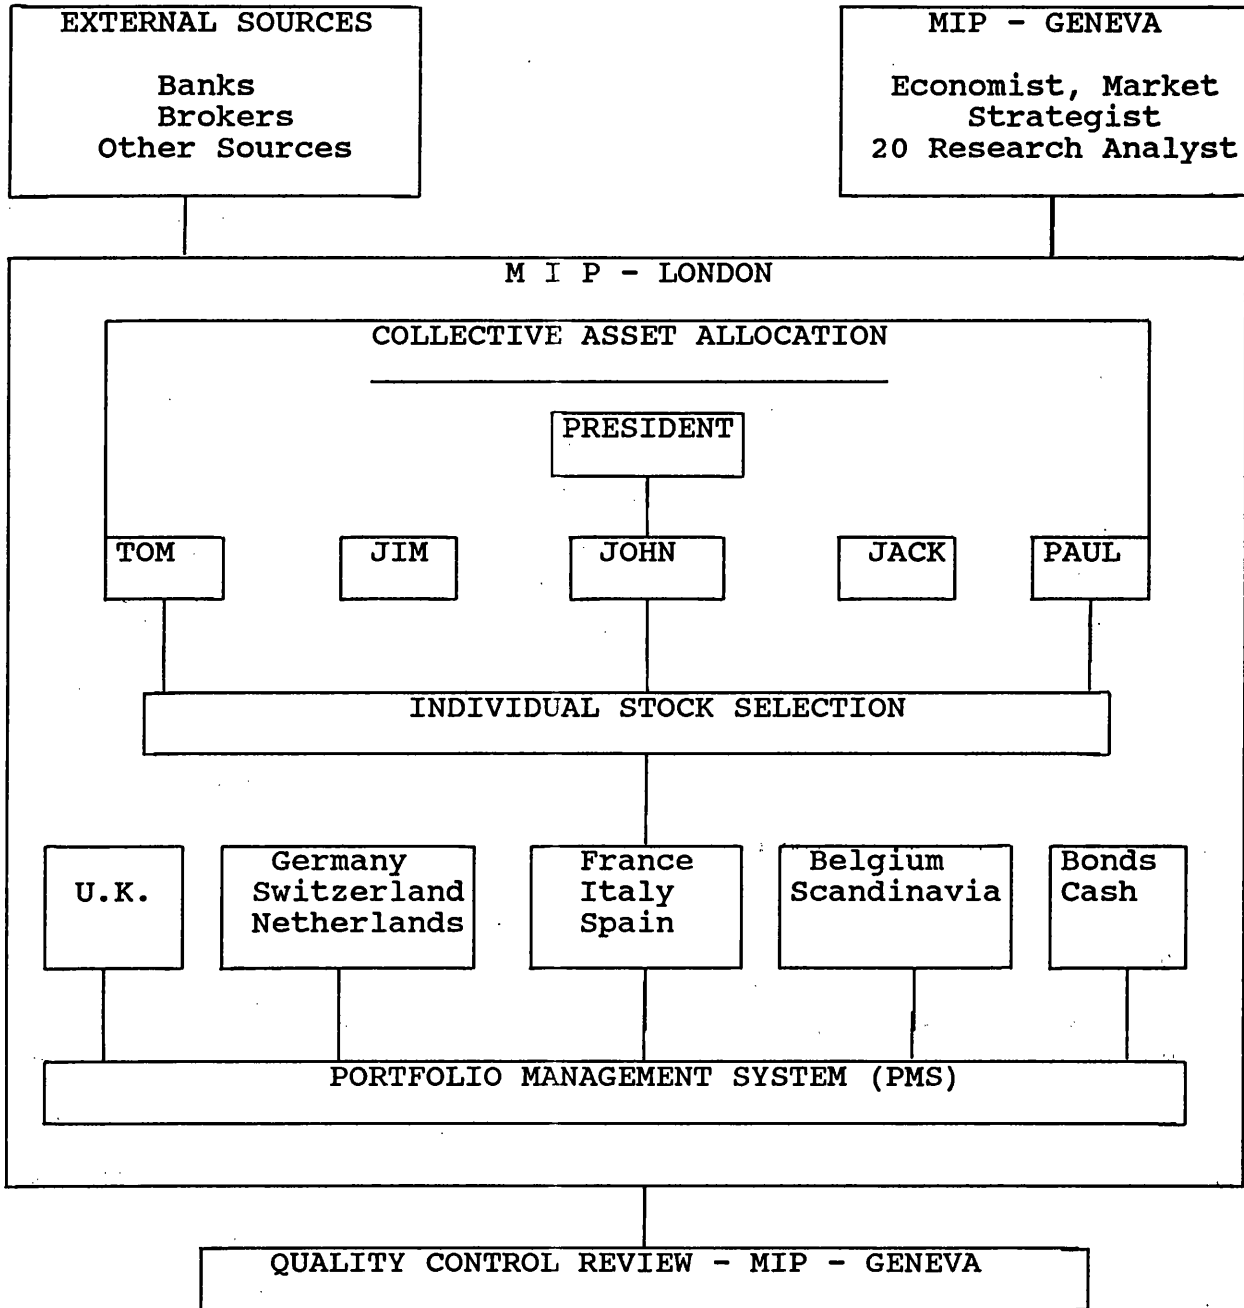 EXTERNAL SOURCES
Banks
Brokers
Other Sources
MIP - GENEVA
Economist, Market
Strategist
20 Research Analyst
M I P - LONDON
COLLECTIVE ASSET ALLOCATION
PRESIDENT
TOM
JIM
JOHN
JACK
PAUL
INDIVIDUAL STOCK SELECTION
U.K.
Germany
Switzerland
Netherlands
France
Italy
Spain
Belgium
Scandinavia
Bonds
Cash
PORTFOLIO MANAGEMENT SYSTEM (PMS)
QUALITY CONTROL REVIEW - MIP - GENEVA